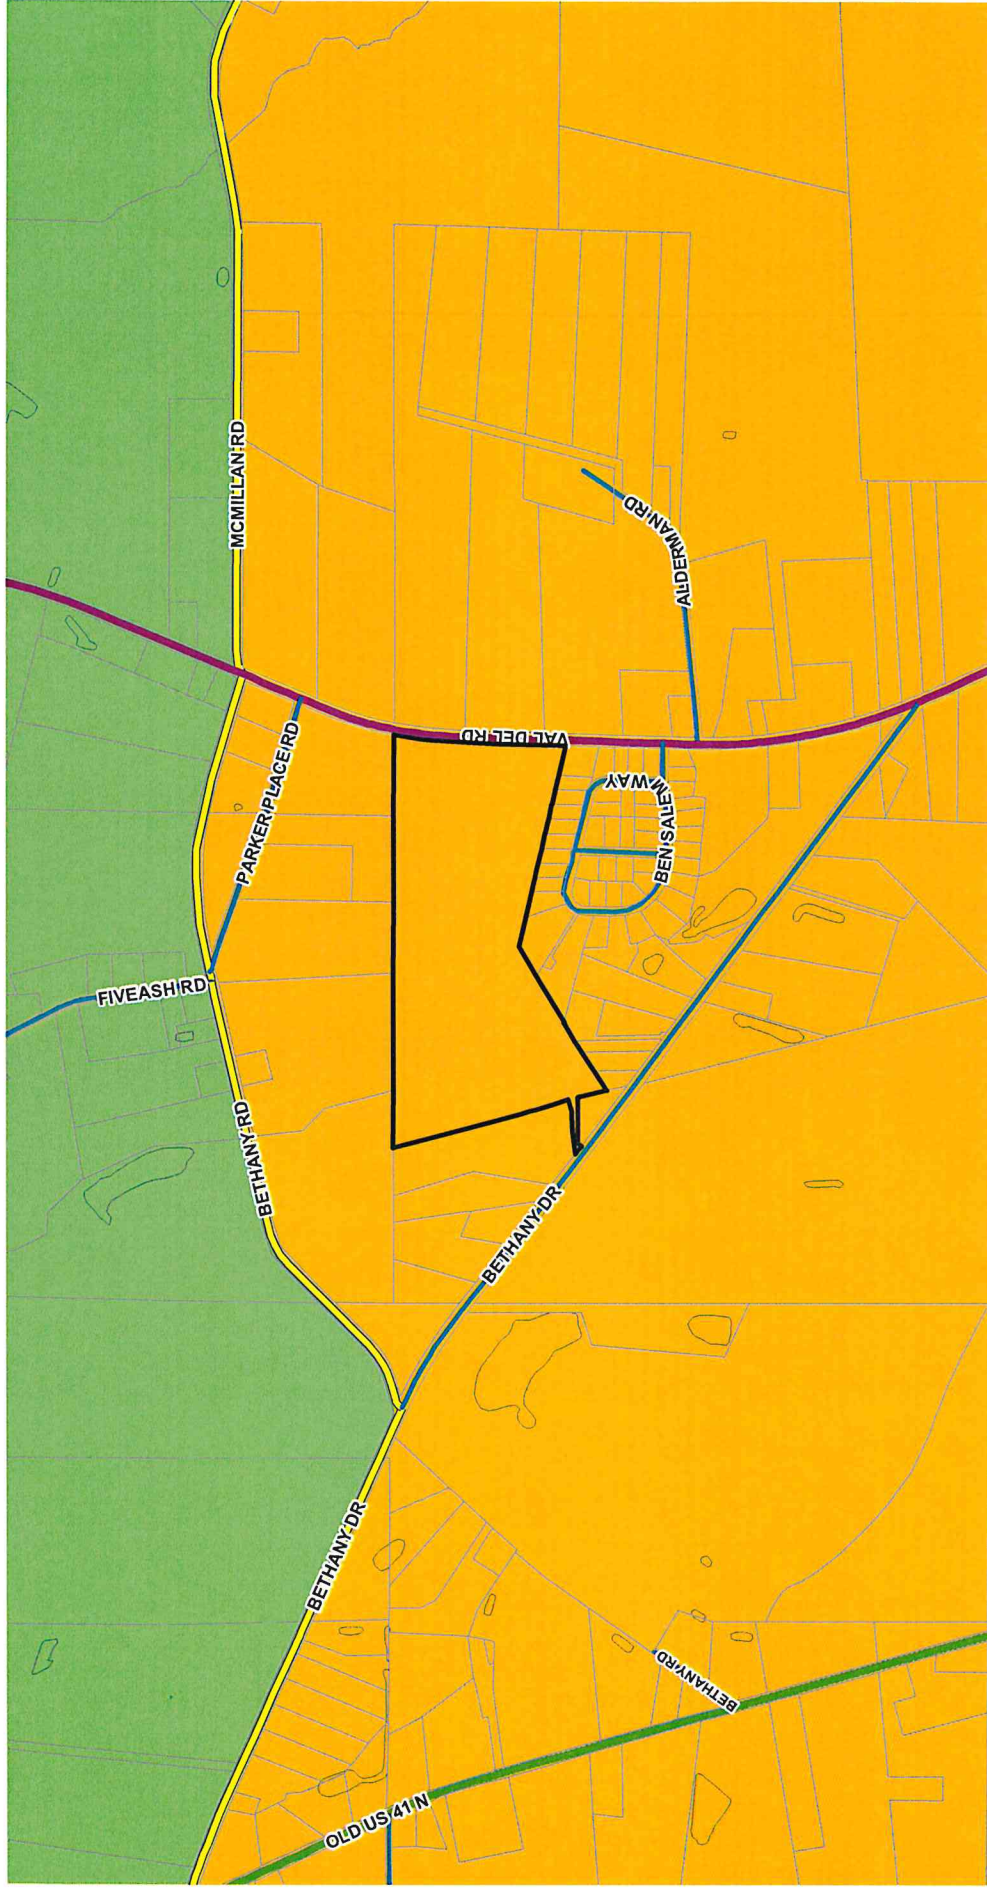 MCMILLAN RD
VAL DEL RD
ALDERMAN RD
PARKER PLACE RD
BEN SALEM WAY
FIVEASH RD
BETHANY RD
BETHANY DR
BETHANY DR
BETHANY RD
OLD US 41 N